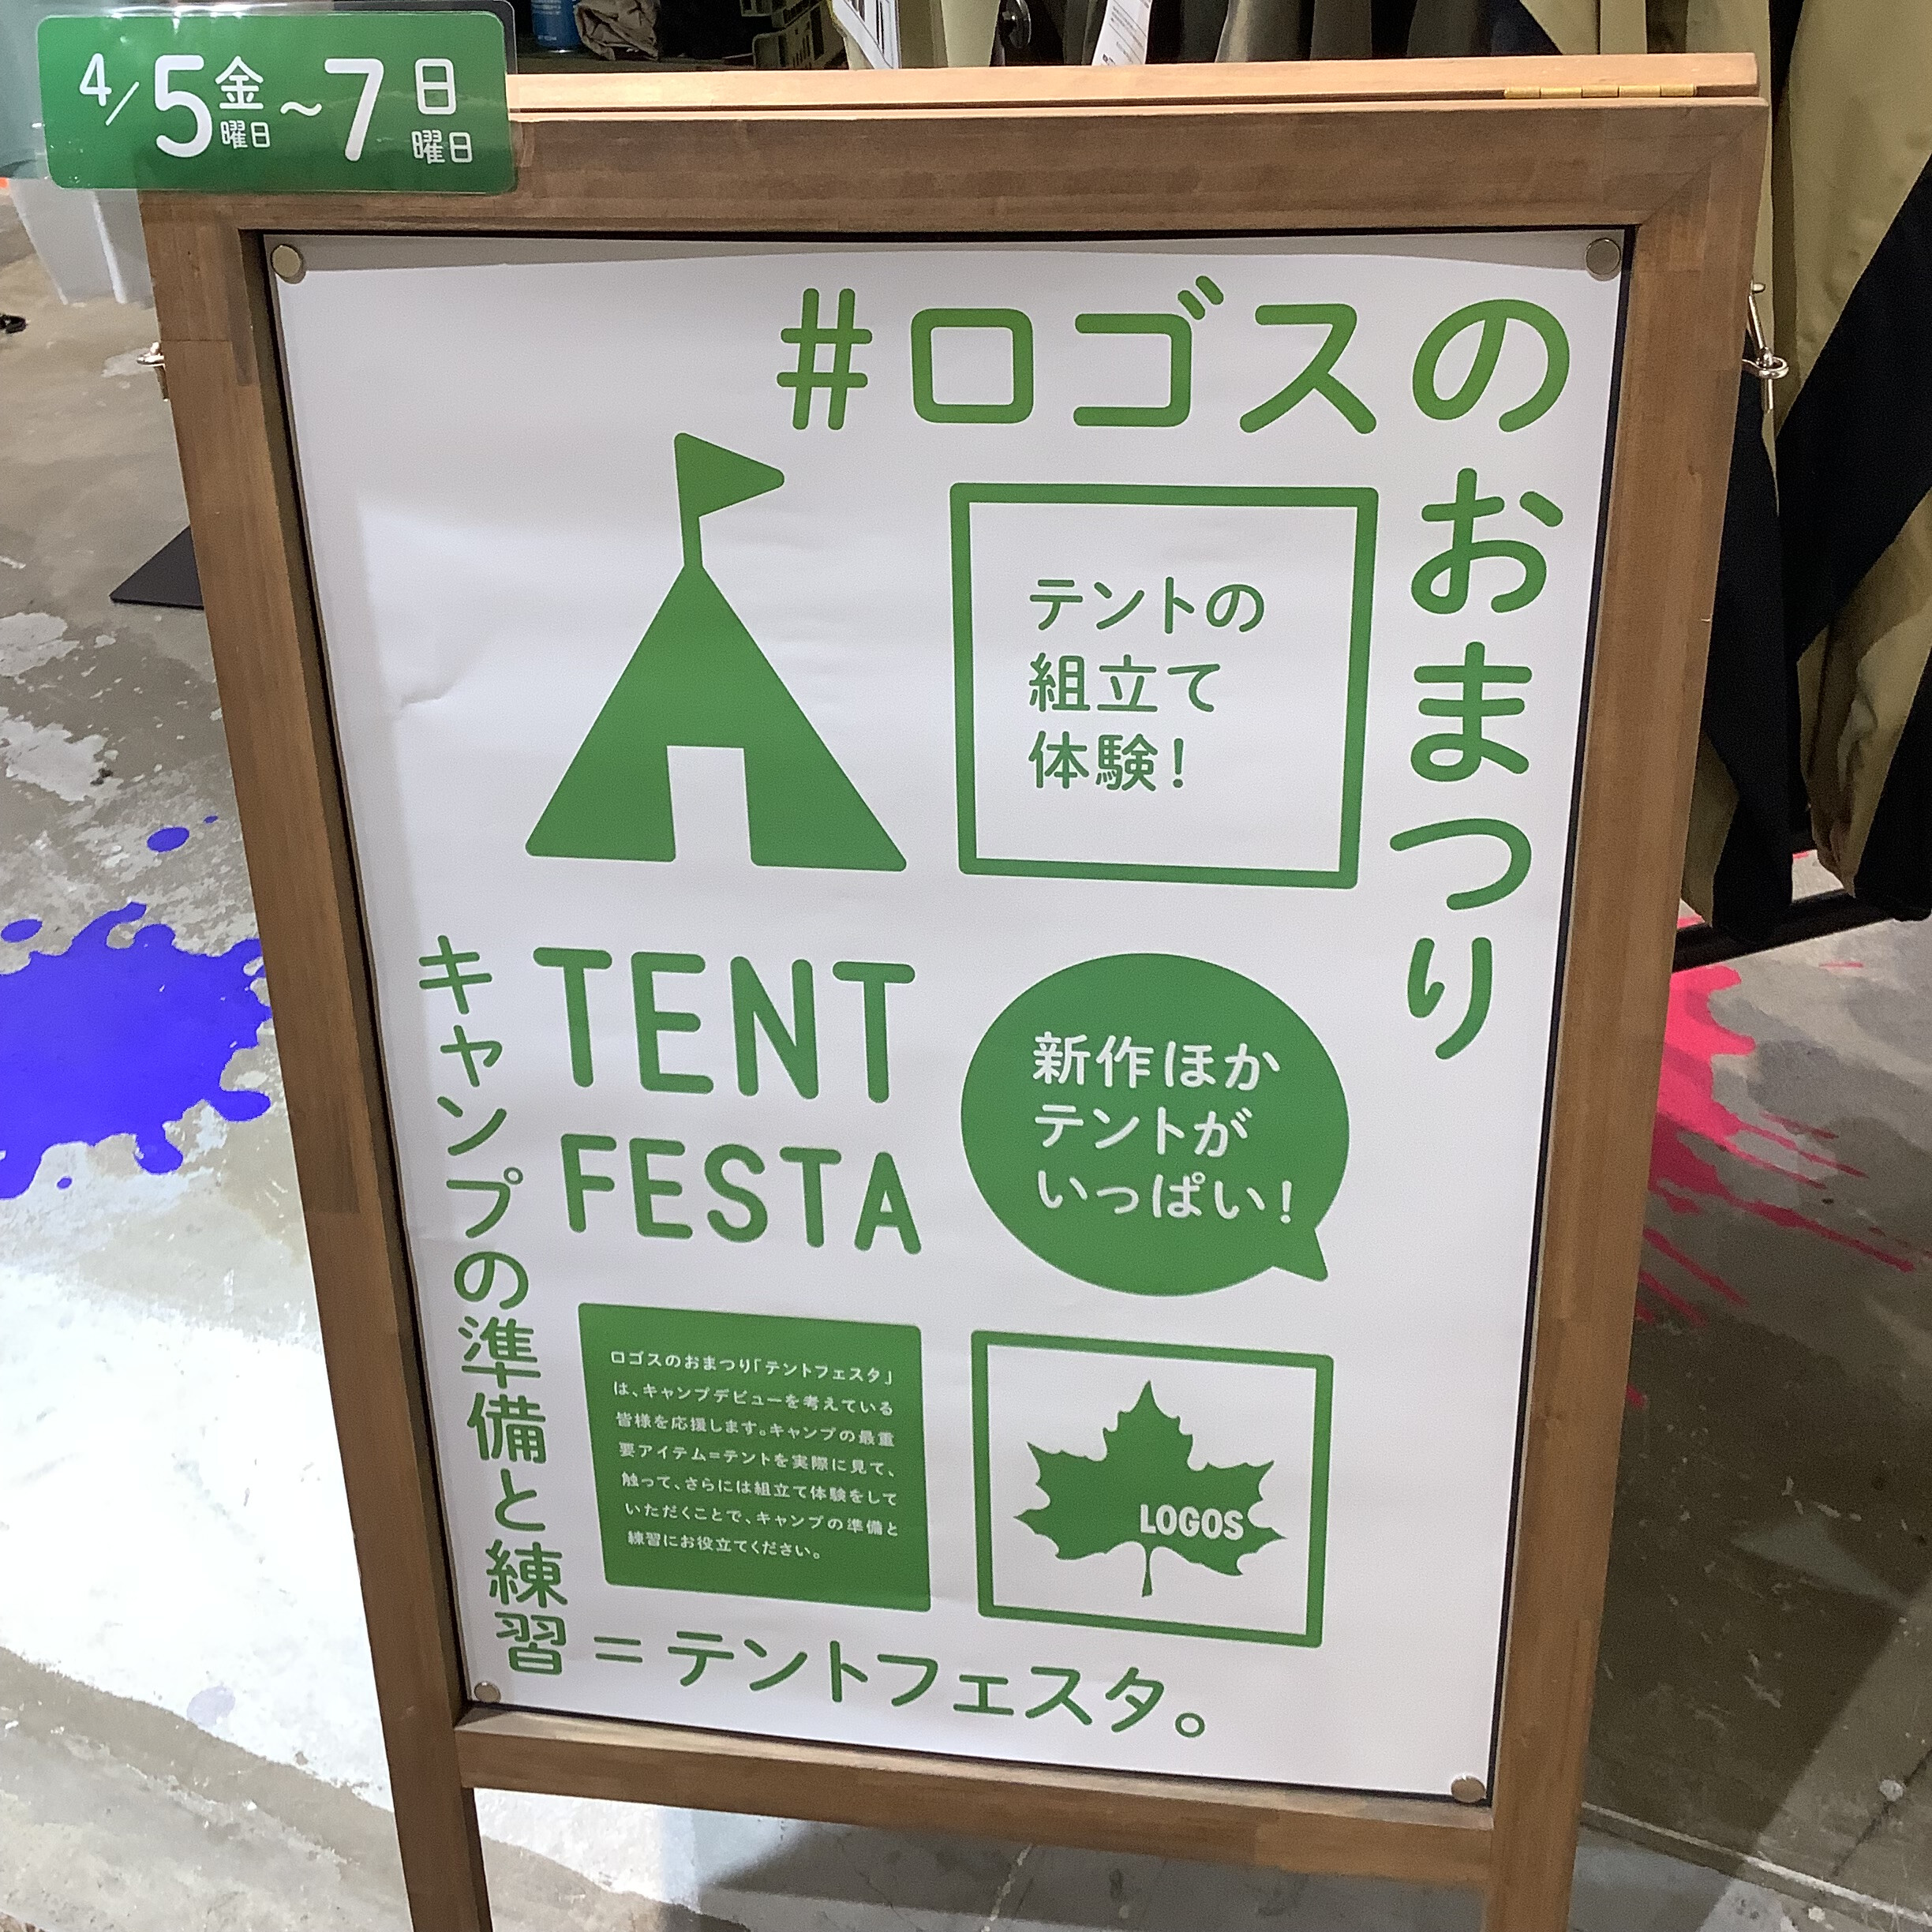 4/5金曜日〜7日曜日
#ロゴスのおまつり
テントの
組立て
体験!
TENT
FESTA
新作ほか
テントが
いっぱい!
ロゴスのおまつり「テントフェスタ」
は、キャンプデビューを考えている
皆様を応援します。キャンプの最重
要アイテム=テントを実際に見て、
触って、さらには組立て体験をして
いただくことで、キャンプの準備と
練習にお役立てください。
LOGOS
キャンプの準備と練習=テントフェスタ。